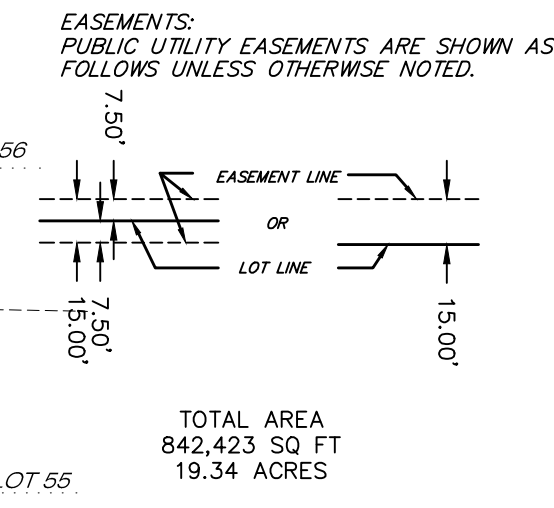 EASEMENTS:
PUBLIC UTILITY EASEMENTS ARE SHOWN AS
FOLLOWS UNLESS OTHERWISE NOTED.
7.50'
56
EASEMENT LINE
OR
LOT LINE
7.50'
15.00'
15.00'
TOTAL AREA
842,423 SQ FT
19.34 ACRES
LOT 55